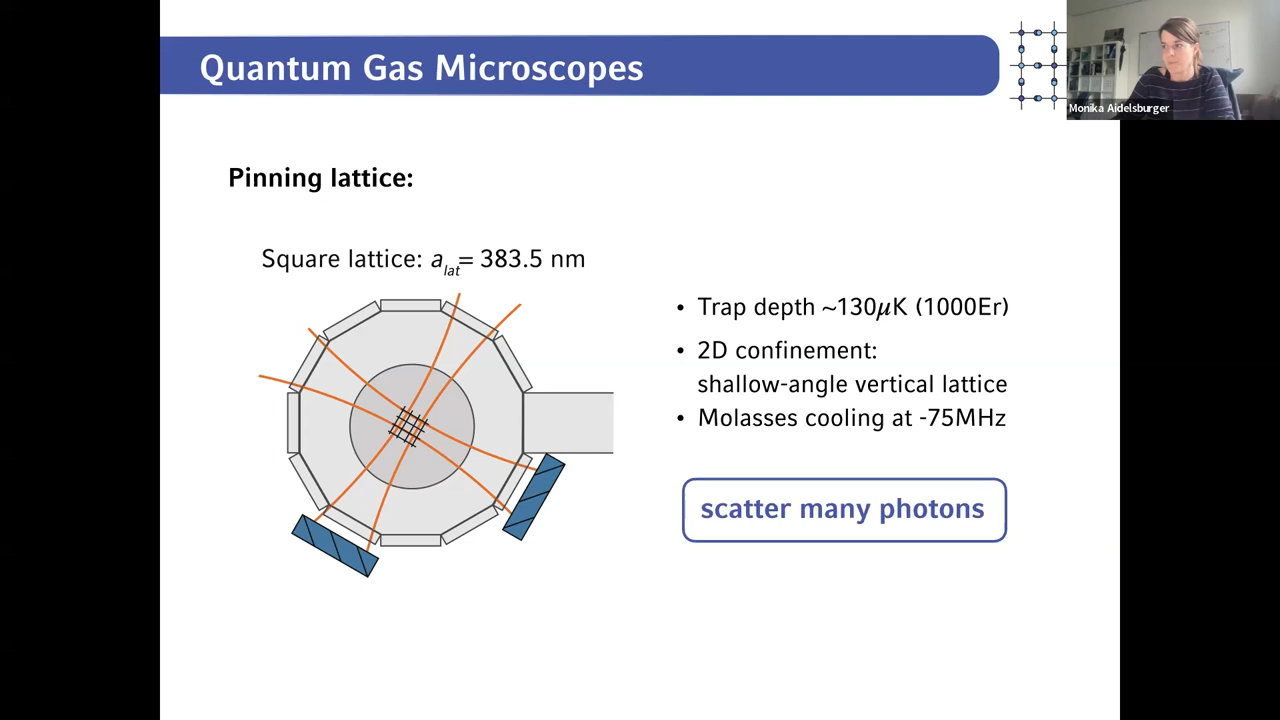 Quantum Gas Microscopes
Monika Aidelsburger
Pinning lattice:
Square lattice: a_lat= 383.5 nm
• Trap depth ~130μK (1000Er)
• 2D confinement:
shallow-angle vertical lattice
• Molasses cooling at -75MHz
scatter many photons